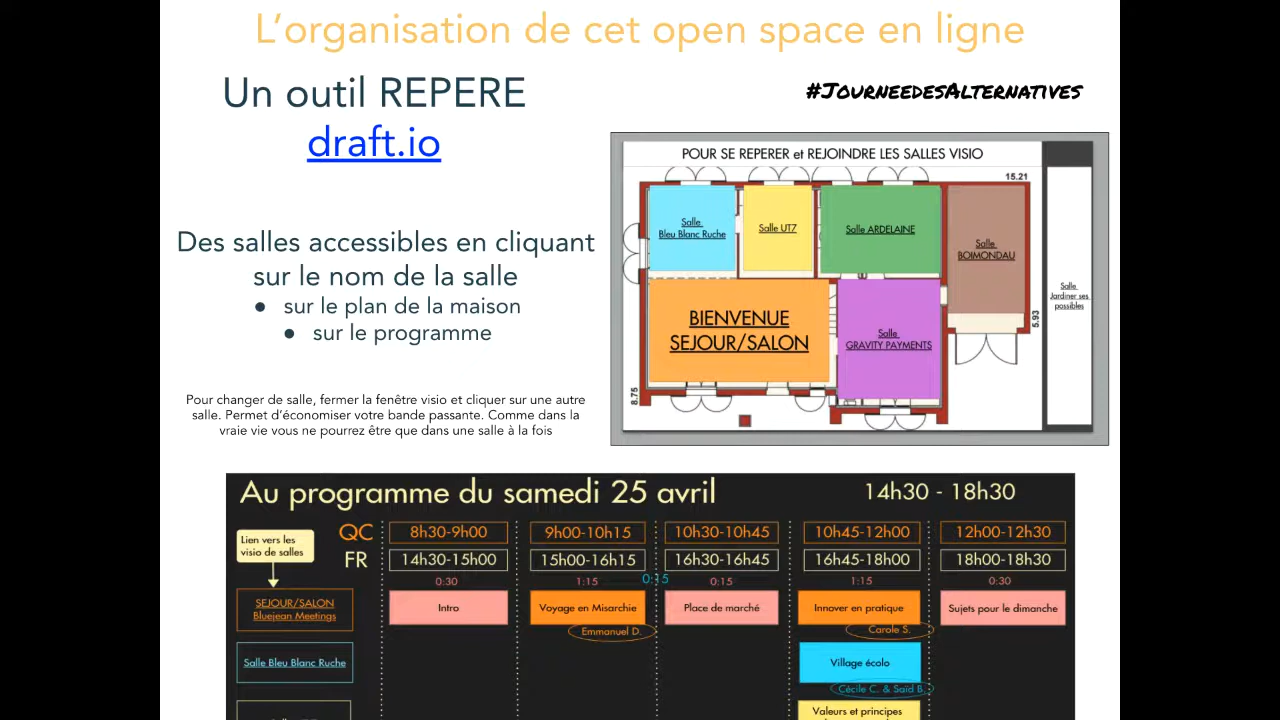 L'organisation de cet open space en ligne
Un outil REPERE
draft.io
#JourneedesAlternatives
Des salles accessibles en cliquant
sur le nom de la salle
● sur le plan de la maison
● sur le programme
Pour changer de salle, fermer la fenêtre visio et cliquer sur une autre
salle. Permet d'économiser votre bande passante. Comme dans la
vraie vie vous ne pourrez être que dans une salle à la fois
POUR SE REPERER et REJOINDRE LES SALLES VISIO
15.21
Salle
Bleu Blanc Ruche
Salle UT7
Salle ARDELAINE
Salle
BOIMONDAU
Salle
Jardiner ses
possibles
BIENVENUE
SEJOUR/SALON
Salle
GRAVITY PAYMENTS
5.93
8.75
Au programme du samedi 25 avril
14h30 - 18h30
Lien vers les
visio de salles
QC
8h30-9h00
9h00-10h15
10h30-10h45
10h45-12h00
12h00-12h30
FR
14h30-15h00
15h00-16h15
16h30-16h45
16h45-18h00
18h00-18h30
0:30
1:15
0:15
0:15
1:15
0:30
SEJOUR/SALON
Bluejean Meetings
Intro
Voyage en Misarchie
Place de marché
Innover en pratique
Sujets pour le dimanche
Emmanuel D.
Carole S.
Salle Bleu Blanc Ruche
Village écolo
Cécile C. & Saïd B.
Valeurs et principes